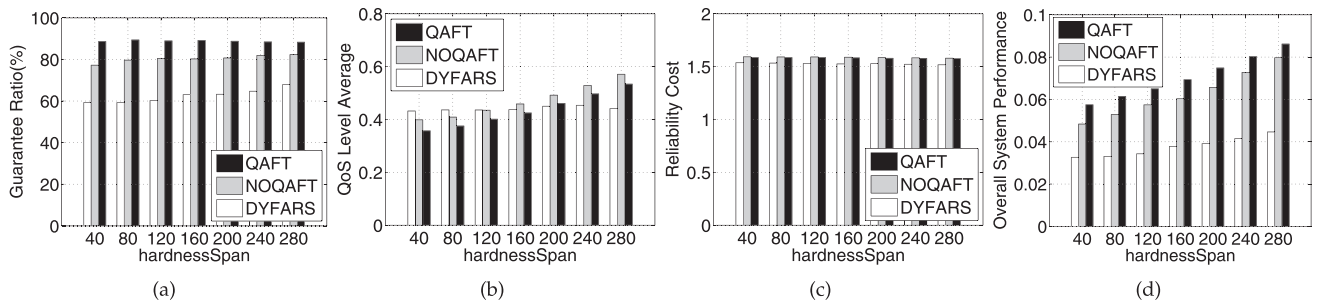 Guarantee Ratio(%)
100
80
60
40
20
0
QAFT
NOQAFT
DYFARS
40 80 120 160 200 240 280
hardnessSpan
(a)
QoS Level Average
0.8
0.6
0.4
0.2
0
QAFT
NOQAFT
DYFARS
40 80 120 160 200 240 280
hardnessSpan
(b)
Reliability Cost
2
1.5
1
0.5
0
QAFT
NOQAFT
DYFARS
40 80 120 160 200 240 280
hardnessSpan
(c)
Overall System Performance
0.1
0.08
0.06
0.04
0.02
0
QAFT
NOQAFT
DYFARS
40 80 120 160 200 240 280
hardnessSpan
(d)